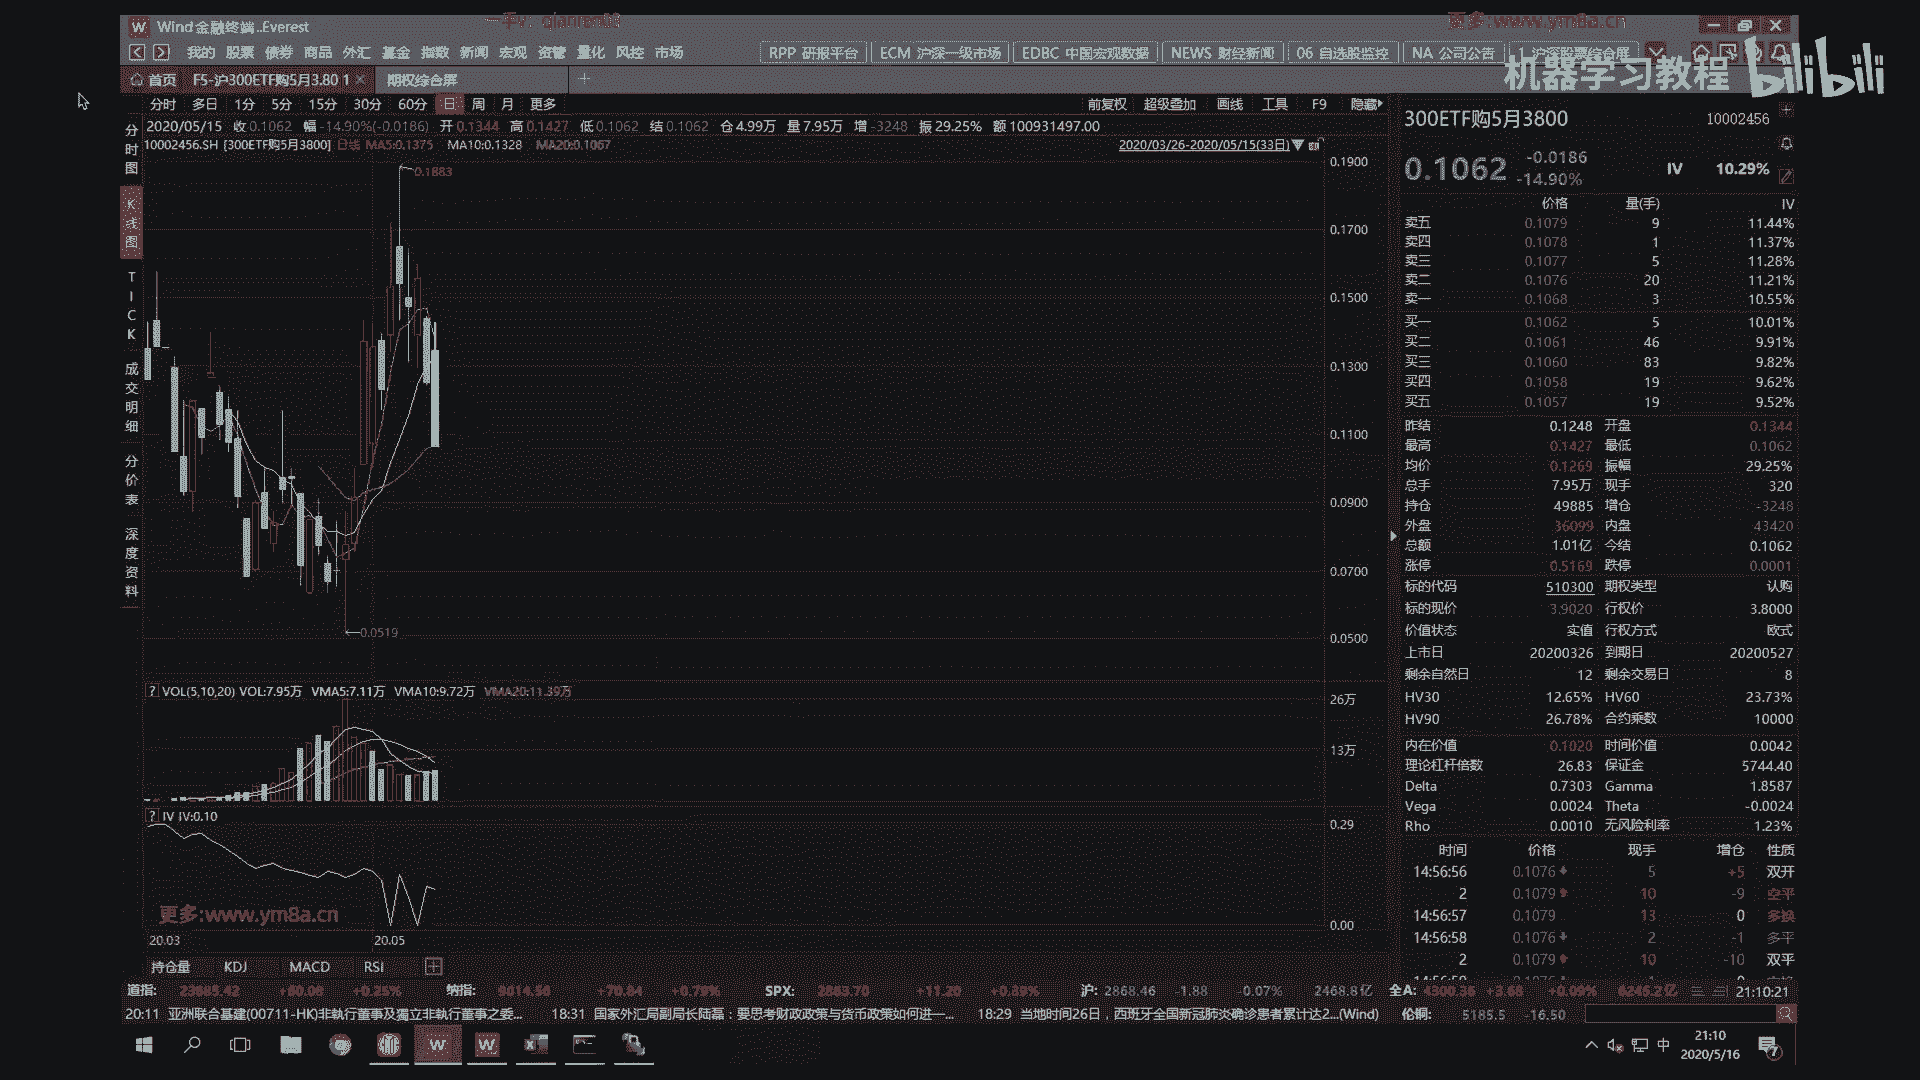 Wind金融终端..Everest
更多:www.ym8a.cn
我的 股票 债券 商品 外汇 基金 指数 新闻 宏观 资管 量化 风控 市场
RPP 研报平台 ECM 沪深一级市场 EDBC 中国宏观数据 NEWS 财经新闻 06 自选股监控 NA 公司公告 1 沪深股票综合屏
机器学习教程 bilibili
首页 F5-沪300ETF购5月3.80 1 × 期权综合屏 +
分时 多日 1分 5分 15分 30分 60分 日 周 月 更多
前复权 超级叠加 画线 工具 F9 隐藏
2020/05/15 收0.1062 幅-14.90%(-0.0186) 开0.1344 高0.1427 低0.1062 结0.1062 仓4.99万 量7.95万 增-3248 振29.25% 额100931497.00
10002456.SH [300ETF购5月3800] 日线 MA5:0.1375 MA10:0.1328 MA20:0.1067
2020/03/26-2020/05/15(33日)
分时图
K线图
TICK
成交明细
分价表
深度资料
0.1883
0.0519
0.1900
0.1700
0.1500
0.1300
0.1100
0.0900
0.0700
0.0500
? VOL(5,10,20) VOL:7.95万 VMA5:7.11万 VMA10:9.72万 VMA20:11.39万
26万
13万
? IV IV:0.10
0.29
0.00
更多:www.ym8a.cn
20.03 20.05
持仓量 KDJ MACD RSI
300ETF购5月3800 10002456
0.1062 -0.0186
-14.90%
IV 10.29%
价格 量(手) IV
卖五 0.1079 9 11.44%
卖四 0.1078 1 11.37%
卖三 0.1077 5 11.28%
卖二 0.1076 20 11.21%
卖一 0.1068 3 10.55%
买一 0.1062 5 10.01%
买二 0.1061 46 9.91%
买三 0.1060 83 9.82%
买四 0.1058 19 9.62%
买五 0.1057 19 9.52%
昨结 0.1248 开盘 0.1344
最高 0.1427 最低 0.1062
均价 0.1269 振幅 29.25%
总手 7.95万 现手 320
持仓 49885 增仓 -3248
外盘 36099 内盘 43420
总额 1.01亿 今结 0.1062
涨停 0.5169 跌停 0.0001
标的代码 510300 期权类型 认购
标的现价 3.9020 行权价 3.8000
价值状态 实值 行权方式 欧式
上市日 20200326 到期日 20200527
剩余自然日 12 剩余交易日 8
HV30 12.65% HV60 23.73%
HV90 26.78% 合约乘数 10000
内在价值 0.1020 时间价值 0.0042
理论杠杆倍数 26.83 保证金 5744.40
Delta 0.7303 Gamma 1.8587
Vega 0.0024 Theta -0.0024
Rho 0.0010 无风险利率 1.23%
时间 价格 现手 增仓 性质
14:56:56 0.1076 5 +5 双开
2 0.1079 10 -9 空平
14:56:57 0.1079 13 0 多换
14:56:58 0.1076 2 -1 多平
2 0.1079 10 -10 双平
道指: 23685.42 +60.08 +0.25% 纳指: 9014.56 +70.84 +0.79% SPX: 2863.70 +11.20 +0.39% 沪: 2868.46 -1.88 -0.07% 2468.8亿 全A: 4300.36 +3.68 +0.09% 6246.2亿 21:10:21
20:11 亚洲联合基建(00711-HK)非執行董事及獨立非執行董事之委... 18:31 国家外汇局副局长陆磊：要思考财政政策与货币政策如何进一... 18:29 当地时间26日，西班牙全国新冠肺炎确诊患者累计达2...(Wind) 伦铜: 5185.5 -16.50
中 21:10
2020/5/16